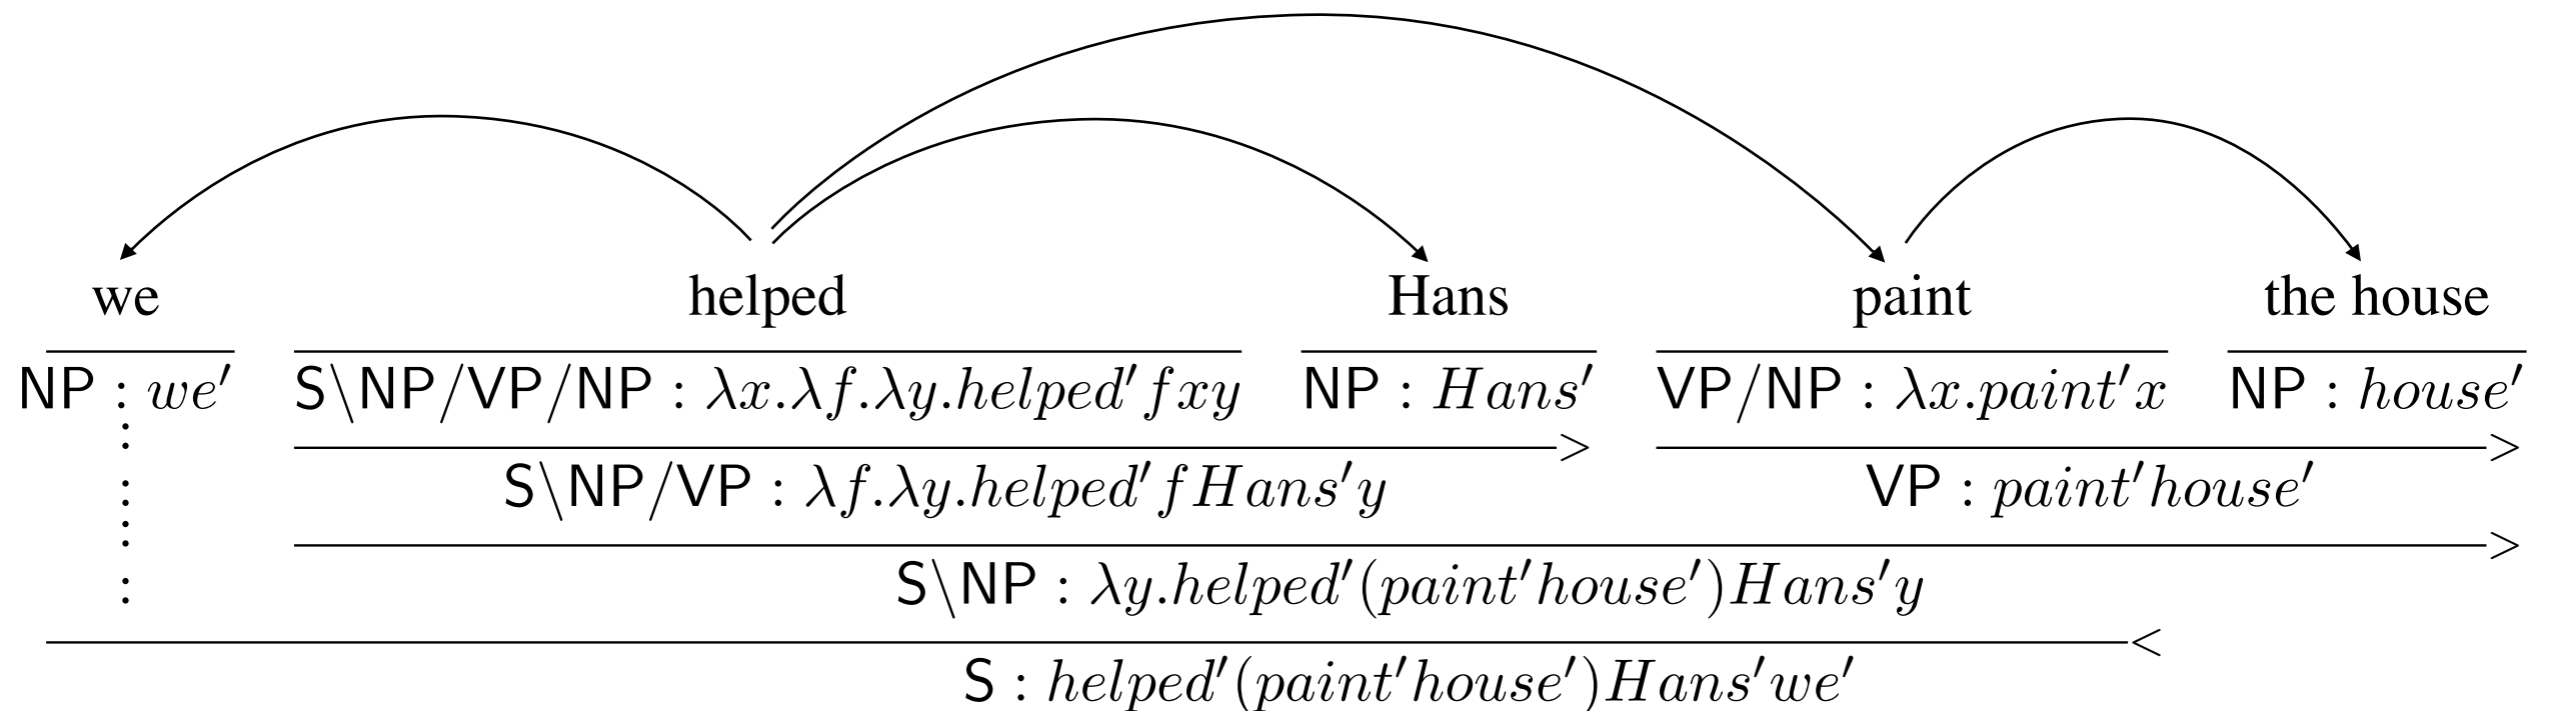 we helped Hans paint the house
NP : we′ S\NP/VP/NP : λx.λf.λy.helped′fxy NP : Hans′ VP/NP : λx.paint′x NP : house′
>
>
S\NP/VP : λf.λy.helped′fHans′y VP : paint′house′
>
S\NP : λy.helped′(paint′house′)Hans′y
<
S : helped′(paint′house′)Hans′we′